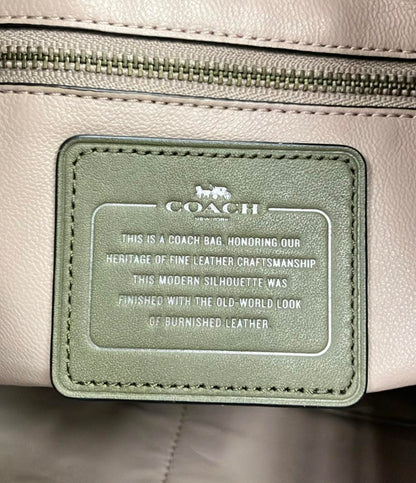 COACH
NEW YORK
THIS IS A COACH BAG, HONORING OUR
HERITAGE OF FINE LEATHER CRAFTSMANSHIP
THIS MODERN SILHOUETTE WAS
FINISHED WITH THE OLD-WORLD LOOK
OF BURNISHED LEATHER